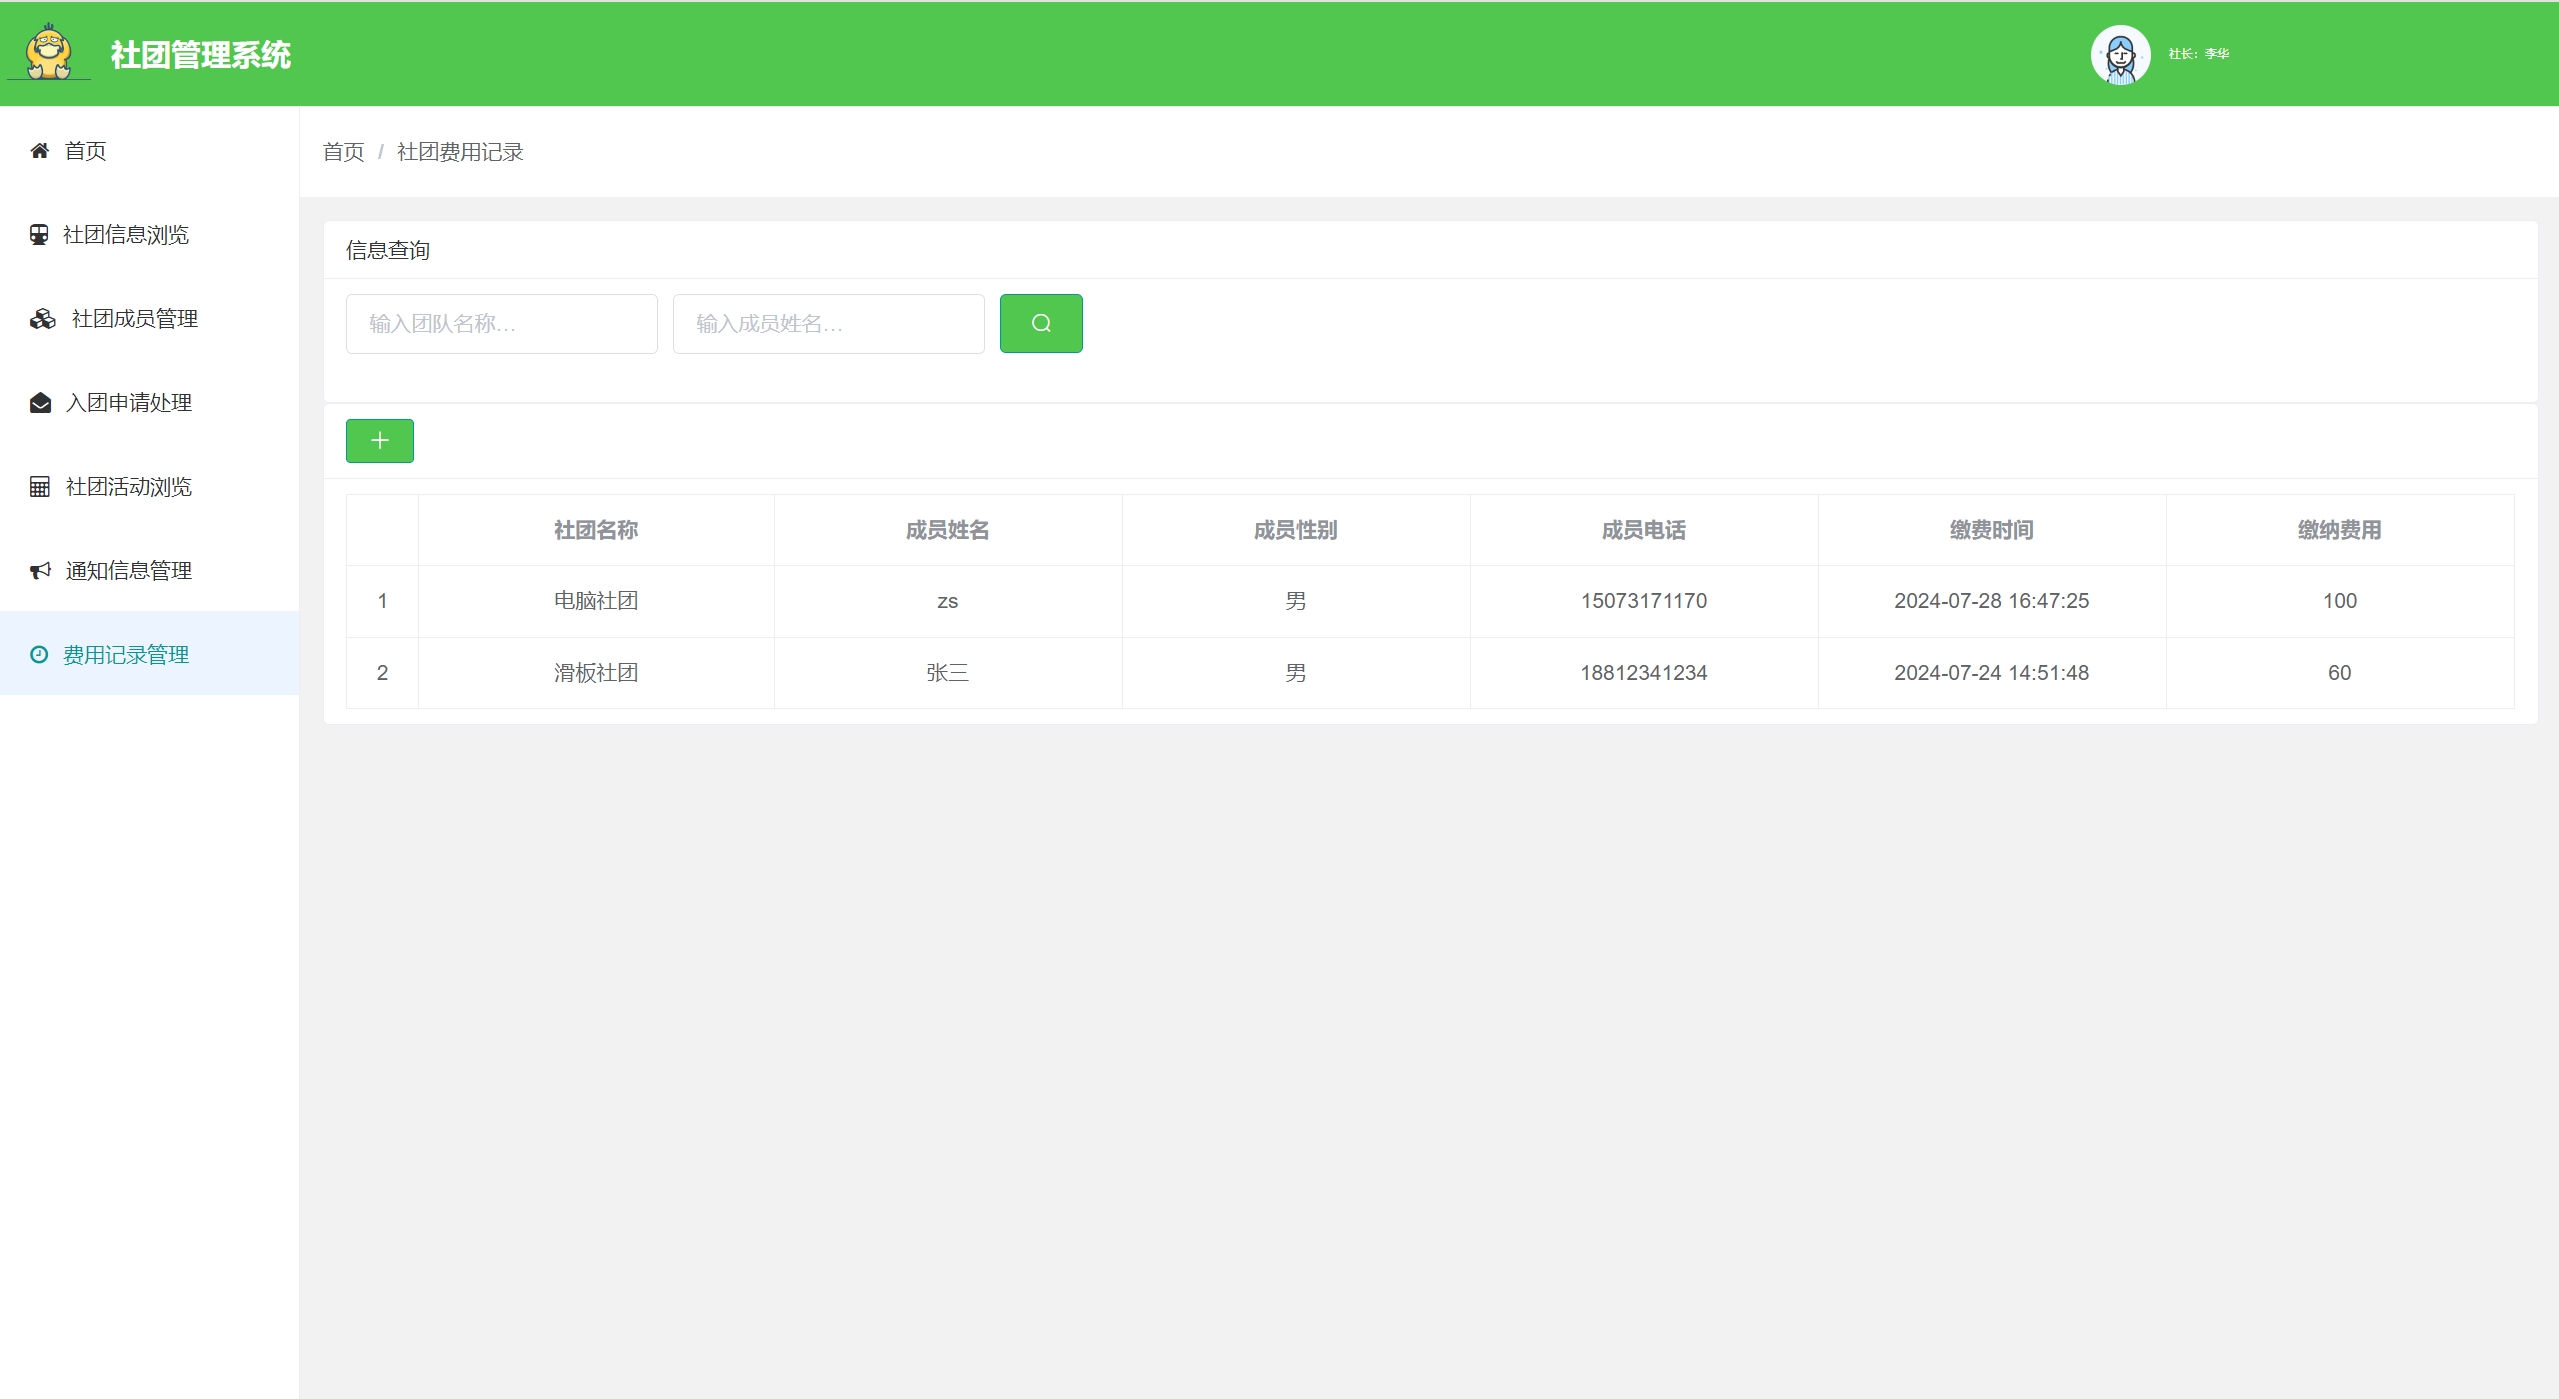 社团管理系统
社长：李华
首页
社团信息浏览
社团成员管理
入团申请处理
社团活动浏览
通知信息管理
费用记录管理
首页 / 社团费用记录
信息查询
输入团队名称… 输入成员姓名…
社团名称 成员姓名 成员性别 成员电话 缴费时间 缴纳费用
1 电脑社团 zs 男 15073171170 2024-07-28 16:47:25 100
2 滑板社团 张三 男 18812341234 2024-07-24 14:51:48 60